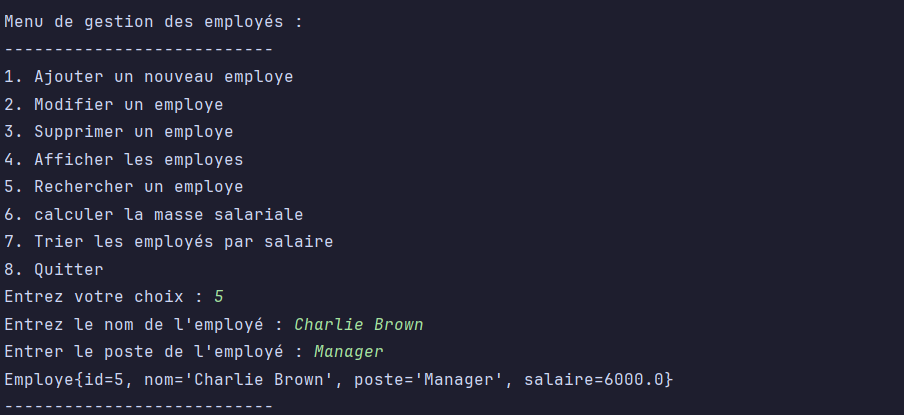 Menu de gestion des employés :
---------------------------
1. Ajouter un nouveau employe
2. Modifier un employe
3. Supprimer un employe
4. Afficher les employes
5. Rechercher un employe
6. calculer la masse salariale
7. Trier les employés par salaire
8. Quitter
Entrez votre choix : 5
Entrez le nom de l'employé : Charlie Brown
Entrer le poste de l'employé : Manager
Employe{id=5, nom='Charlie Brown', poste='Manager', salaire=6000.0}
---------------------------